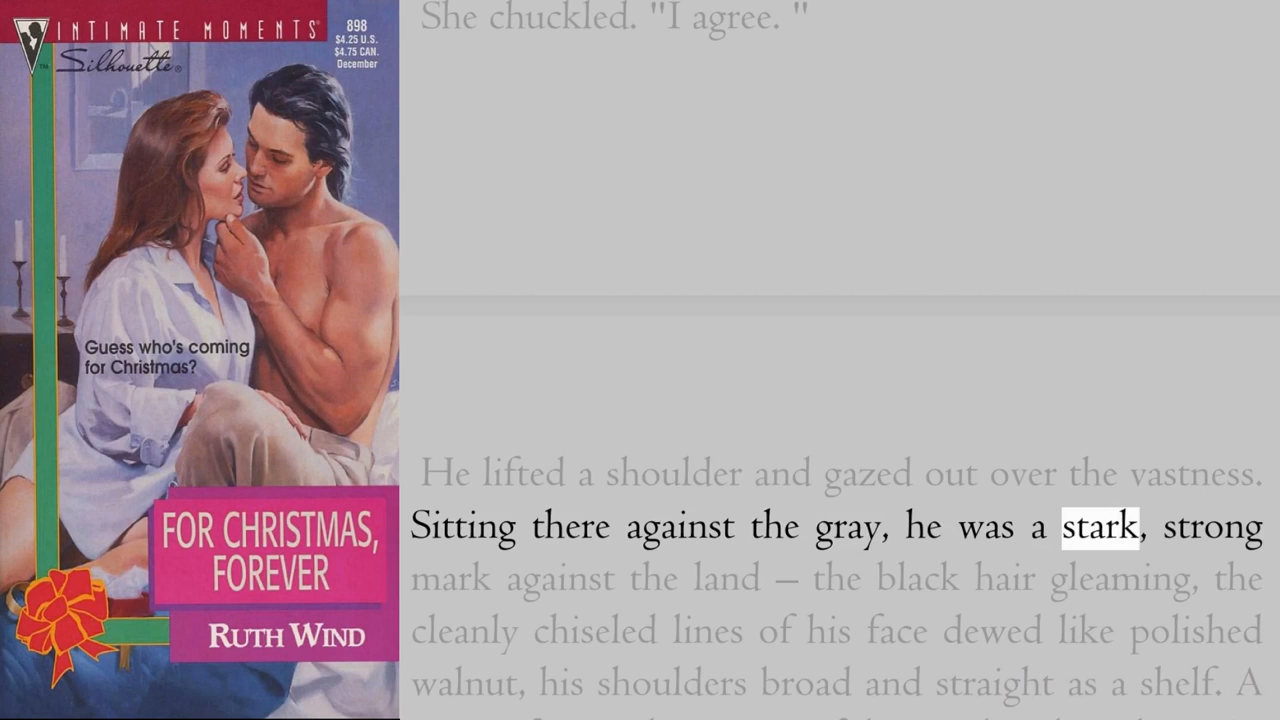 INTIMATE MOMENTS®
898
$4.25 U.S.
$4.75 CAN.
December
TM
Silhouette®
Guess who's coming
for Christmas?
FOR CHRISTMAS,
FOREVER
RUTH WIND
She chuckled. "I agree. "
He lifted a shoulder and gazed out over the vastness.
Sitting there against the gray, he was a stark, strong
mark against the land – the black hair gleaming, the
cleanly chiseled lines of his face dewed like polished
walnut, his shoulders broad and straight as a shelf. A